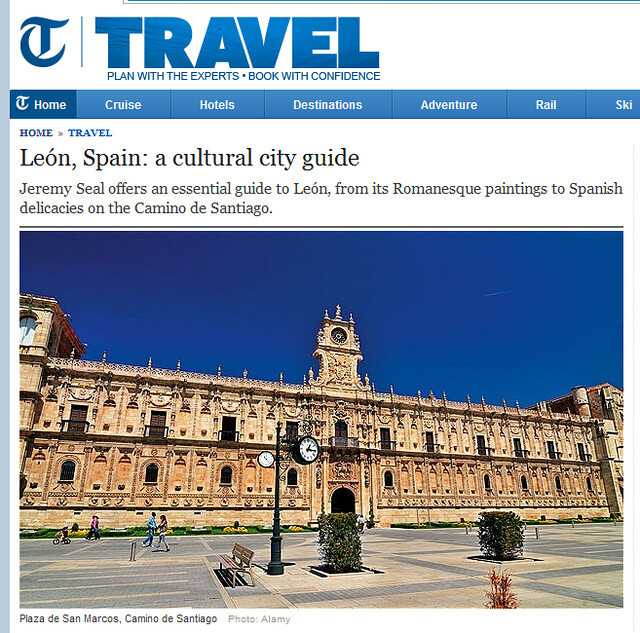 T TRAVEL
PLAN WITH THE EXPERTS • BOOK WITH CONFIDENCE
T Home Cruise Hotels Destinations Adventure Rail Ski
HOME » TRAVEL
León, Spain: a cultural city guide
Jeremy Seal offers an essential guide to León, from its Romanesque paintings to Spanish
delicacies on the Camino de Santiago.
Plaza de San Marcos, Camino de Santiago Photo: Alamy